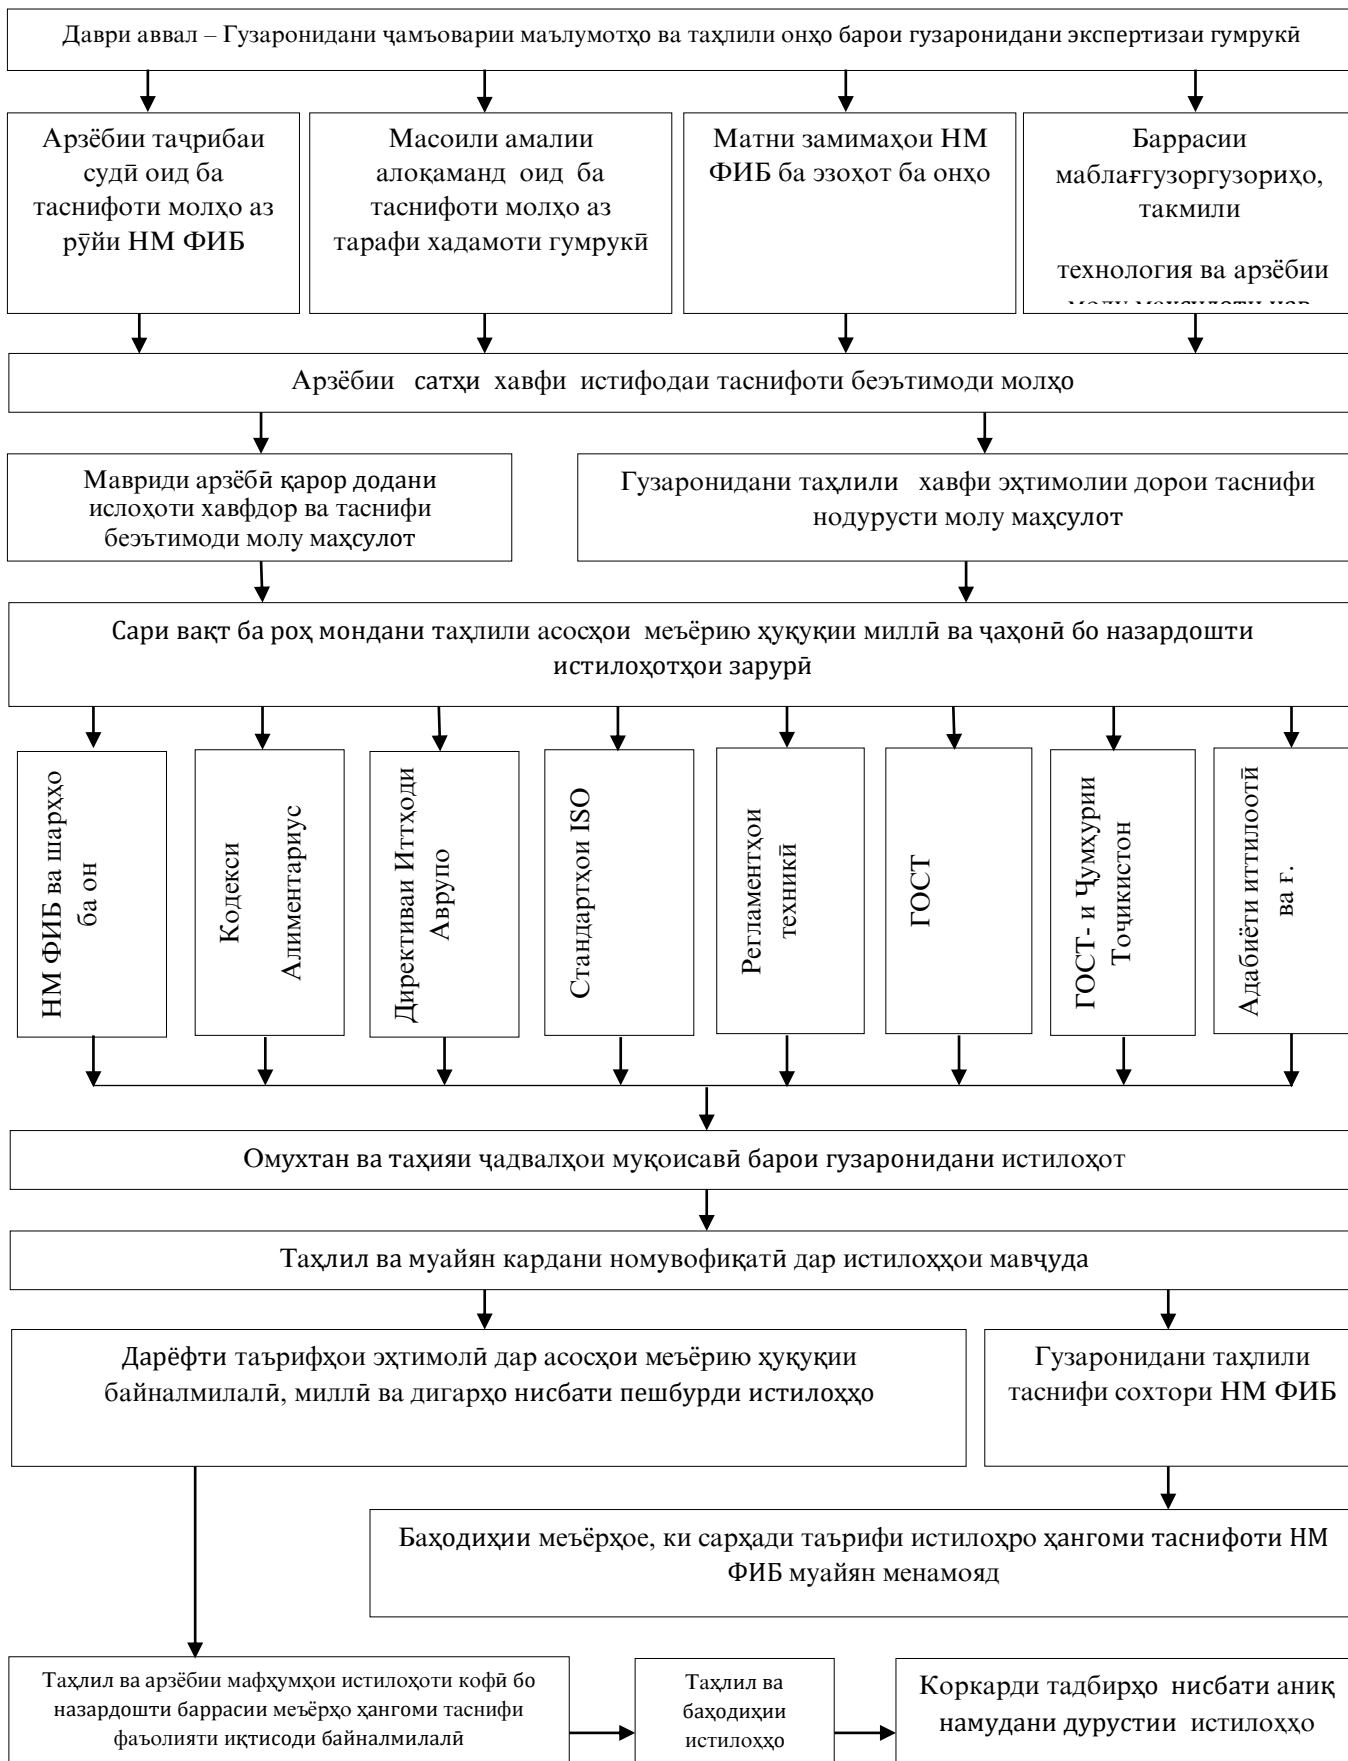 Даври аввал – Гузаронидани ҷамъоварии маълумотҳо ва таҳлили онҳо барои гузаронидани экспертизаи гумрукӣ
Арзёбии таҷрибаи
судӣ оид ба
таснифоти молҳо аз
рӯйи НМ ФИБ
Масоили амалии
алоқаманд оид ба
таснифоти молҳо аз
тарафи хадамоти гумрукӣ
Матни замимаҳои НМ
ФИБ ба эзоҳот ба онҳо
Баррасии
маблағгузоргузориҳо,
такмили
технология ва арзёбии
Арзёбии сатҳи хавфи истифодаи таснифоти беэътимоди молҳо
Мавриди арзёбӣ қарор додани
ислоҳоти хавфдор ва таснифи
беэътимоди молу маҳсулот
Гузаронидани таҳлили хавфи эҳтимолии дорои таснифи
нодурусти молу маҳсулот
Сари вақт ба роҳ мондани таҳлили асосҳои меъёрию ҳуқуқии миллӣ ва ҷаҳонӣ бо назардошти
истилоҳотҳои зарурӣ
НМ ФИБ ва шарҳҳо
ба он
Кодекси
Алиментариус
Директиваи Иттҳоди
Аврупо
Стандартҳои ISO
Регламентҳои
техникӣ
ГОСТ
ГОСТ- и Ҷумҳурии
Тоҷикистон
Адабиёти иттилоотӣ
ва ғ.
Омухтан ва таҳияи ҷадвалҳои муқоисавӣ барои гузаронидани истилоҳот
Таҳлил ва муайян кардани номувофиқатӣ дар истилоҳҳои мавҷуда
Дарёфти таърифҳои эҳтимолӣ дар асосҳои меъёрию ҳуқуқии
байналмилалӣ, миллӣ ва дигарҳо нисбати пешбурди истилоҳҳо
Гузаронидани таҳлили
таснифи сохтори НМ ФИБ
Баҳодиҳии меъёрҳое, ки сарҳади таърифи истилоҳро ҳангоми таснифоти НМ
ФИБ муайян менамояд
Таҳлил ва арзёбии мафҳумҳои истилоҳоти кофӣ бо
назардошти баррасии меъёрҳо ҳангоми таснифи
фаъолияти иқтисоди байналмилалӣ
Таҳлил ва
баҳодиҳии
истилоҳҳо
Коркарди тадбирҳо нисбати аниқ
намудани дурустии истилоҳҳо